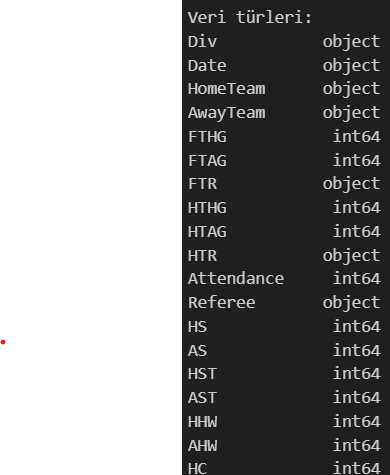 Veri türleri:
Div object
Date object
HomeTeam object
AwayTeam object
FTHG int64
FTAG int64
FTR object
HTHG int64
HTAG int64
HTR object
Attendance int64
Referee object
HS int64
AS int64
HST int64
AST int64
HHW int64
AHW int64
HC int64